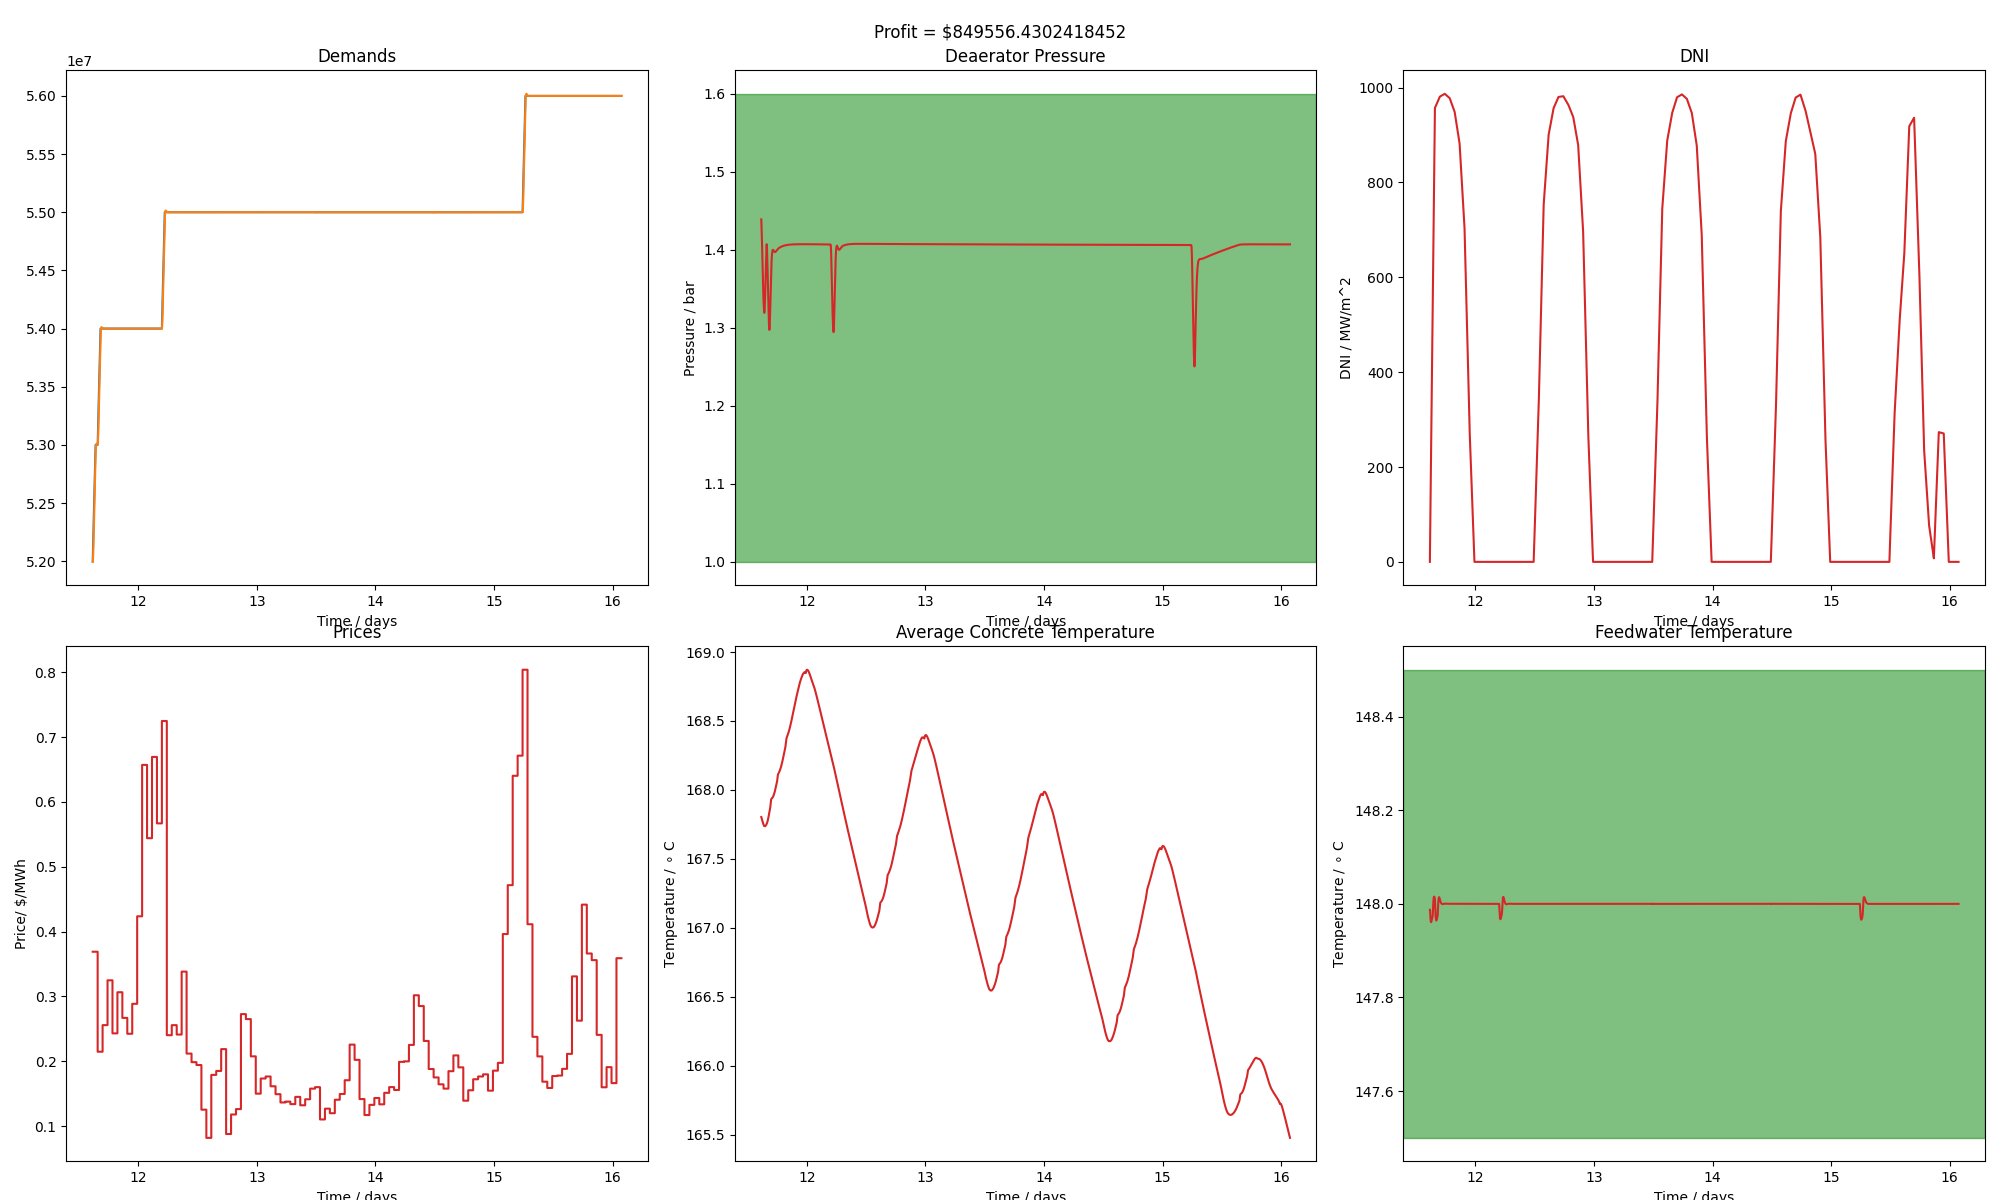 Profit = $849556.4302418452
Demands
1e7
5.60
5.55
5.50
5.45
5.40
5.35
5.30
5.25
5.20
12 13 14 15 16
Time / days
Deaerator Pressure
Pressure / bar
1.6
1.5
1.4
1.3
1.2
1.1
1.0
12 13 14 15 16
Time / days
DNI
DNI / MW/m^2
1000
800
600
400
200
0
12 13 14 15 16
Time / days
Prices
Price/ $/MWh
0.8
0.7
0.6
0.5
0.4
0.3
0.2
0.1
12 13 14 15 16
Time / days
Average Concrete Temperature
Temperature / ∘ C
169.0
168.5
168.0
167.5
167.0
166.5
166.0
165.5
12 13 14 15 16
Time / days
Feedwater Temperature
Temperature / ∘ C
148.4
148.2
148.0
147.8
147.6
12 13 14 15 16
Time / days